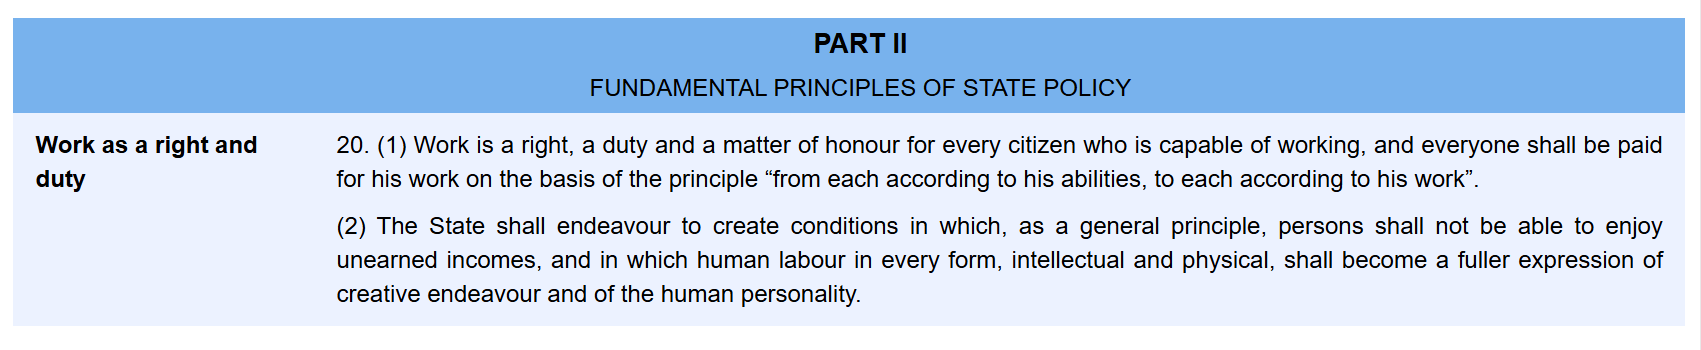 PART II
FUNDAMENTAL PRINCIPLES OF STATE POLICY
Work as a right and
duty
20. (1) Work is a right, a duty and a matter of honour for every citizen who is capable of working, and everyone shall be paid
for his work on the basis of the principle “from each according to his abilities, to each according to his work”.
(2) The State shall endeavour to create conditions in which, as a general principle, persons shall not be able to enjoy
unearned incomes, and in which human labour in every form, intellectual and physical, shall become a fuller expression of
creative endeavour and of the human personality.